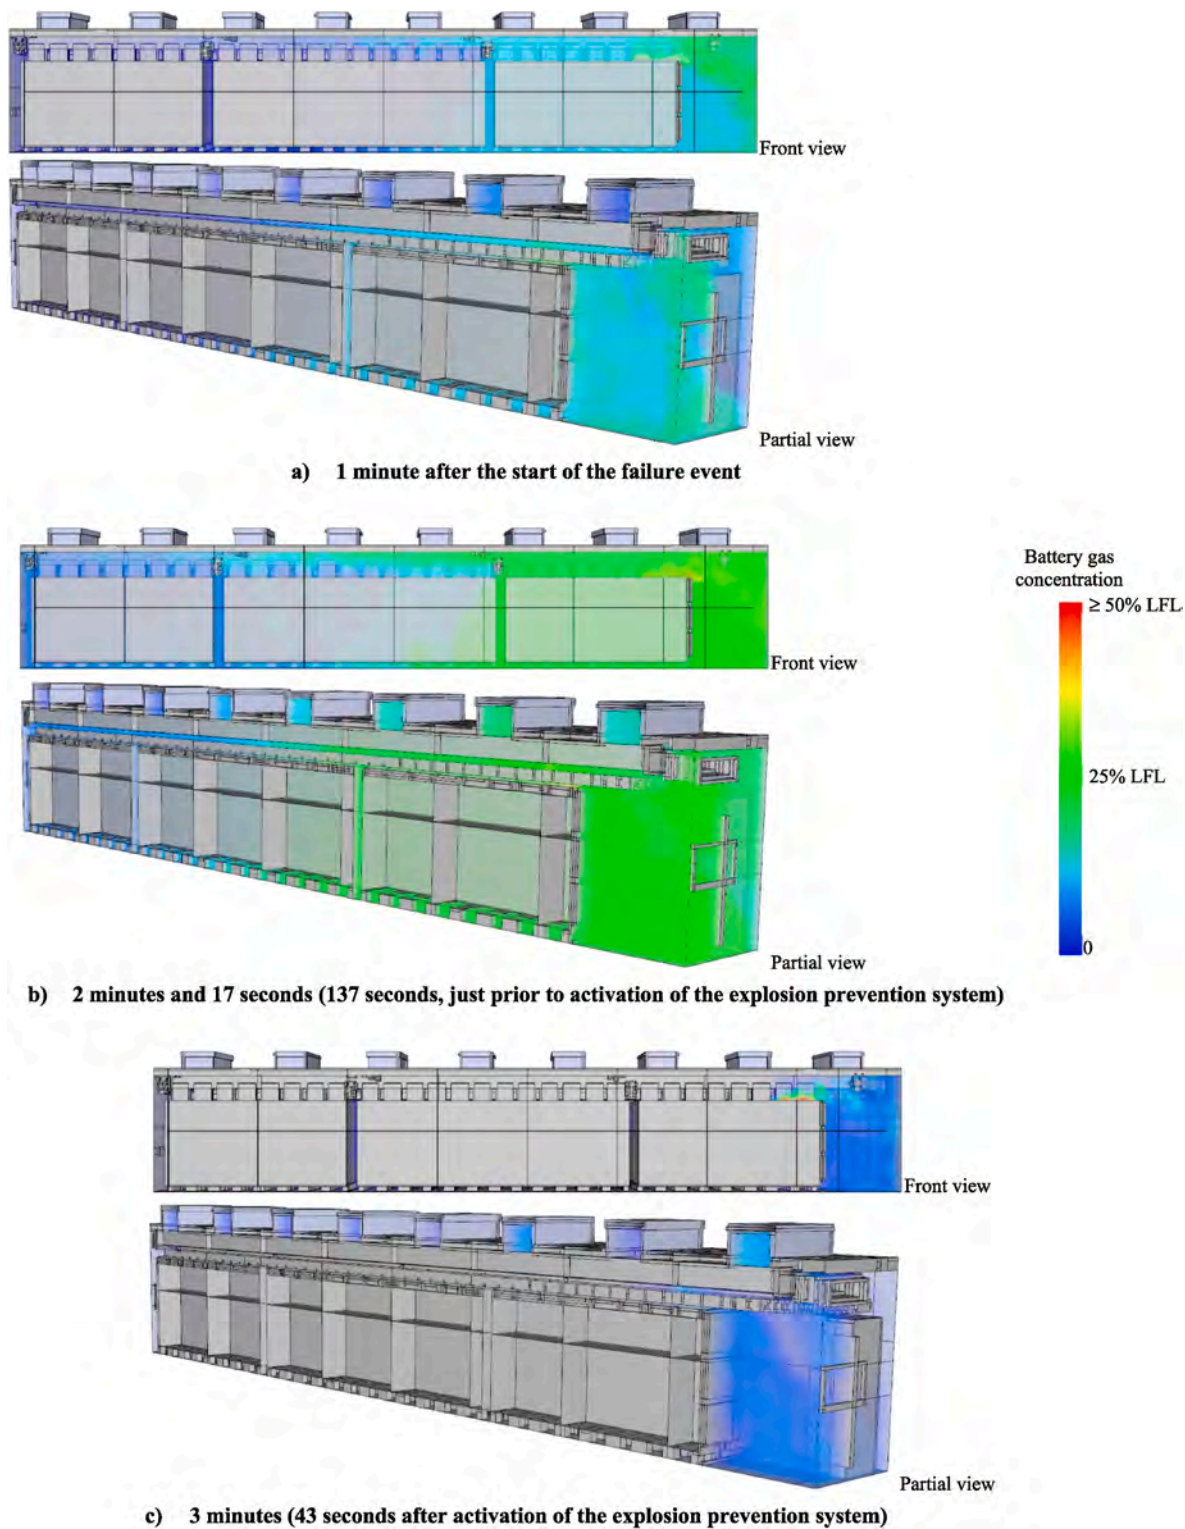 Front view
Partial view
a) 1 minute after the start of the failure event
Battery gas
concentration
≥ 50% LFL
Front view
25% LFL
0
Partial view
b) 2 minutes and 17 seconds (137 seconds, just prior to activation of the explosion prevention system)
Front view
Partial view
c) 3 minutes (43 seconds after activation of the explosion prevention system)